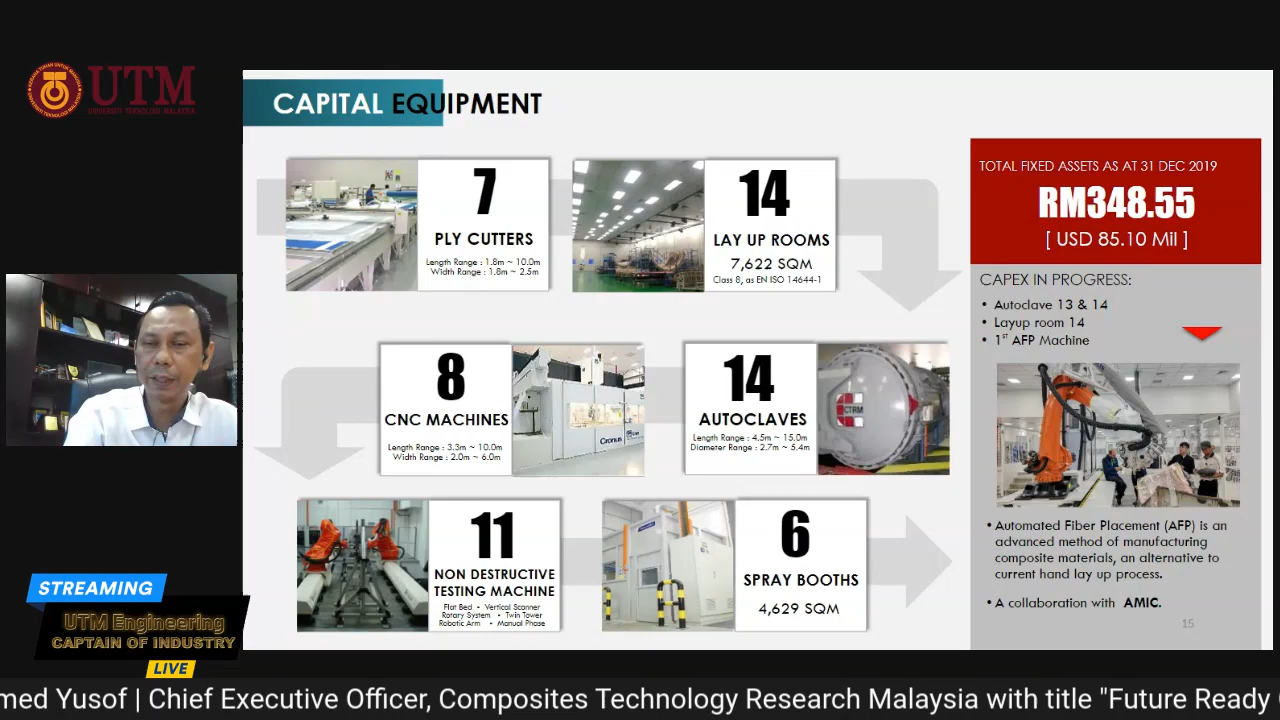 UTM
UNIVERSITI TEKNOLOGI MALAYSIA
CAPITAL EQUIPMENT
7
PLY CUTTERS
Length Range : 1.8m ~ 10.0m
Width Range : 1.8m ~ 2.5m
14
LAY UP ROOMS
7,622 SQM
Class 8, as EN ISO 14644-1
TOTAL FIXED ASSETS AS AT 31 DEC 2019
RM348.55
[ USD 85.10 Mil ]
CAPEX IN PROGRESS:
• Autoclave 13 & 14
• Layup room 14
• 1ST AFP Machine
8
CNC MACHINES
Length Range : 3.3m ~ 10.0m
Width Range : 2.0m ~ 6.0m
Cronus
14
AUTOCLAVES
Length Range : 4.5m ~ 15.0m
Diameter Range : 2.7m ~ 5.4m
CTRM
11
NON DESTRUCTIVE
TESTING MACHINE
Flat Bed • Vertical Scanner
Rotary System • Twin Tower
Robotic Arm • Manual Phase
6
SPRAY BOOTHS
4,629 SQM
• Automated Fiber Placement (AFP) is an
advanced method of manufacturing
composite materials, an alternative to
current hand lay up process.
• A collaboration with AMIC.
15
STREAMING
UTM Engineering
CAPTAIN OF INDUSTRY
LIVE
med Yusof | Chief Executive Officer, Composites Technology Research Malaysia with title "Future Ready